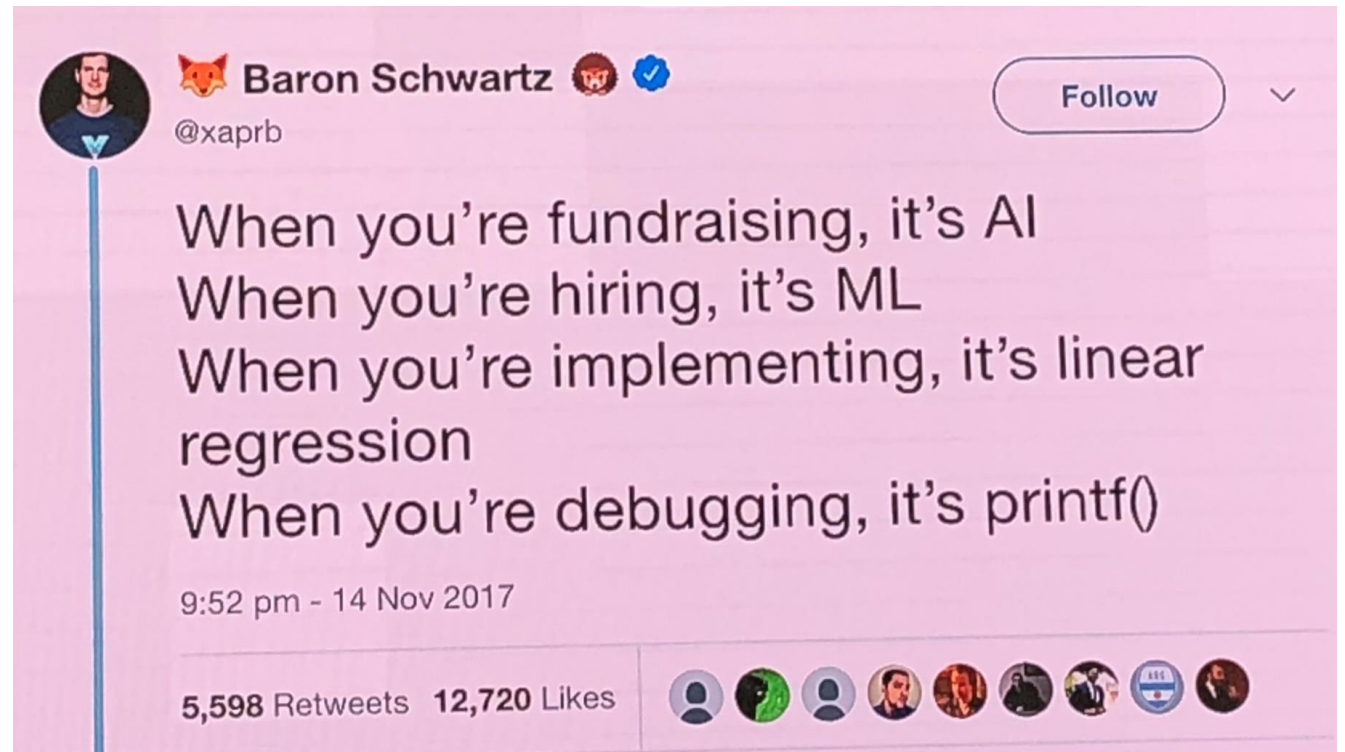 Baron Schwartz
@xaprb
Follow
When you're fundraising, it's AI
When you're hiring, it's ML
When you're implementing, it's linear
regression
When you're debugging, it's printf()
9:52 pm - 14 Nov 2017
5,598 Retweets 12,720 Likes